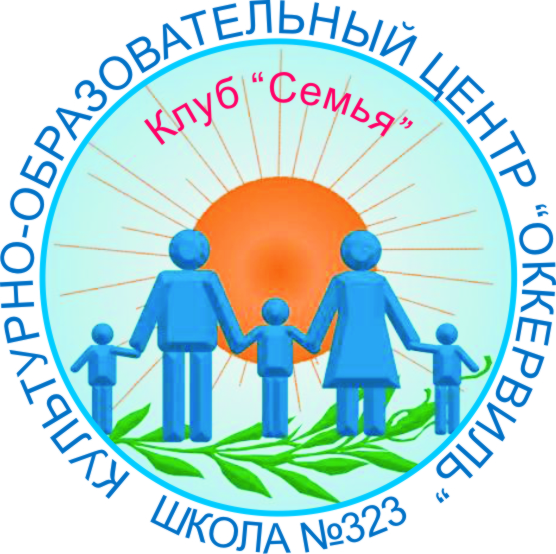 КУЛЬТУРНО-ОБРАЗОВАТЕЛЬНЫЙ ЦЕНТР “ОККЕРВИЛЬ“
Клуб “Семья”
ШКОЛА №323